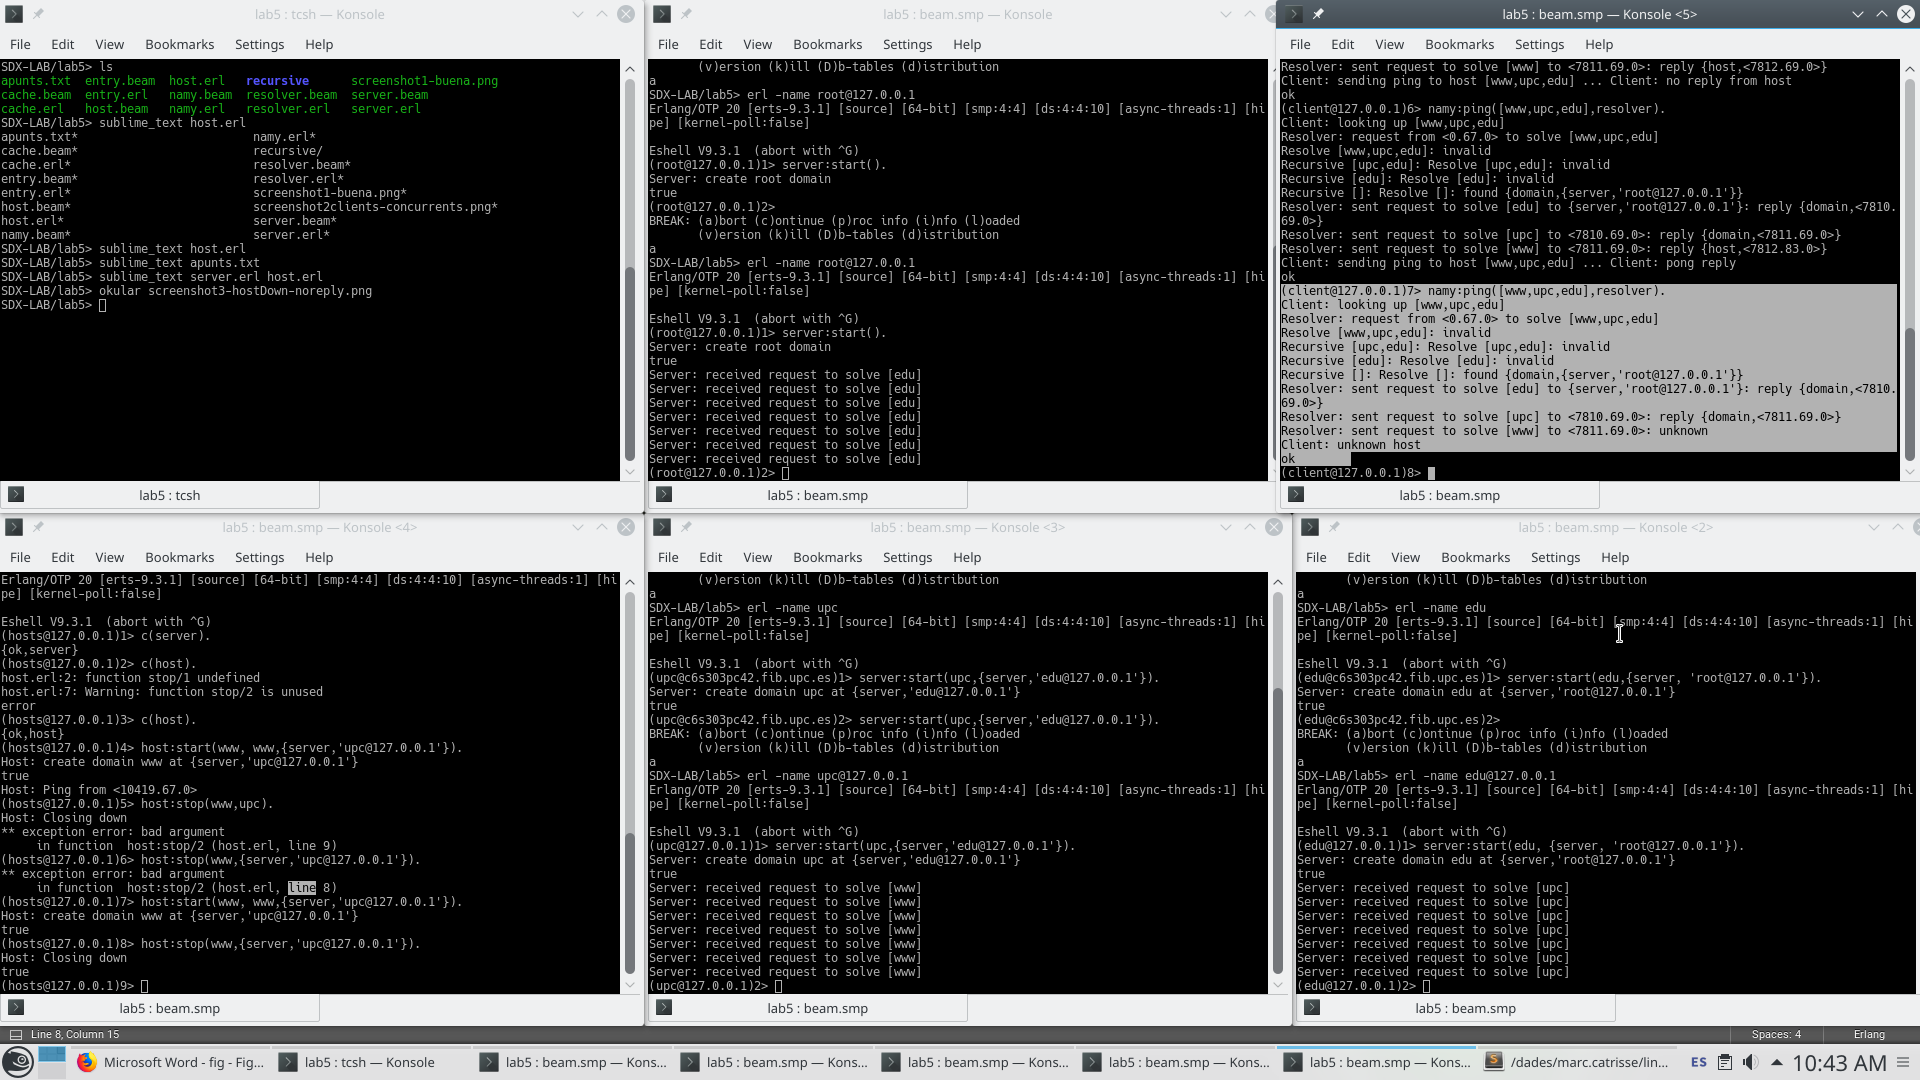 lab5 : tcsh — Konsole
File Edit View Bookmarks Settings Help
SDX-LAB/lab5> ls
apunts.txt entry.beam host.erl recursive screenshot1-buena.png
cache.beam entry.erl namy.beam resolver.beam server.beam
cache.erl host.beam namy.erl resolver.erl server.erl
SDX-LAB/lab5> sublime_text host.erl
apunts.txt* namy.erl*
cache.beam* recursive/
cache.erl* resolver.beam*
entry.beam* resolver.erl*
entry.erl* screenshot1-buena.png*
host.beam* screenshot2clients-concurrents.png*
host.erl* server.beam*
namy.beam* server.erl*
SDX-LAB/lab5> sublime_text host.erl
SDX-LAB/lab5> sublime_text apunts.txt
SDX-LAB/lab5> sublime_text server.erl host.erl
SDX-LAB/lab5> okular screenshot3-hostDown-noreply.png
SDX-LAB/lab5>
lab5 : tcsh
lab5 : beam.smp — Konsole
File Edit View Bookmarks Settings Help
(v)ersion (k)ill (D)b-tables (d)istribution
a
SDX-LAB/lab5> erl -name root@127.0.0.1
Erlang/OTP 20 [erts-9.3.1] [source] [64-bit] [smp:4:4] [ds:4:4:10] [async-threads:1] [hi
pe] [kernel-poll:false]
Eshell V9.3.1 (abort with ^G)
(root@127.0.0.1)1> server:start().
Server: create root domain
true
(root@127.0.0.1)2>
BREAK: (a)bort (c)ontinue (p)roc info (i)nfo (l)oaded
(v)ersion (k)ill (D)b-tables (d)istribution
a
SDX-LAB/lab5> erl -name root@127.0.0.1
Erlang/OTP 20 [erts-9.3.1] [source] [64-bit] [smp:4:4] [ds:4:4:10] [async-threads:1] [hi
pe] [kernel-poll:false]
Eshell V9.3.1 (abort with ^G)
(root@127.0.0.1)1> server:start().
Server: create root domain
true
Server: received request to solve [edu]
Server: received request to solve [edu]
Server: received request to solve [edu]
Server: received request to solve [edu]
Server: received request to solve [edu]
Server: received request to solve [edu]
Server: received request to solve [edu]
(root@127.0.0.1)2>
lab5 : beam.smp
lab5 : beam.smp — Konsole <5>
File Edit View Bookmarks Settings Help
Resolver: sent request to solve [www] to <7811.69.0>: reply {host,<7812.69.0>}
Client: sending ping to host [www,upc,edu] ... Client: no reply from host
ok
(client@127.0.0.1)6> namy:ping([www,upc,edu],resolver).
Client: looking up [www,upc,edu]
Resolver: request from <0.67.0> to solve [www,upc,edu]
Resolve [www,upc,edu]: invalid
Recursive [upc,edu]: Resolve [upc,edu]: invalid
Recursive [edu]: Resolve [edu]: invalid
Recursive []: Resolve []: found {domain,{server,'root@127.0.0.1'}}
Resolver: sent request to solve [edu] to {server,'root@127.0.0.1'}: reply {domain,<7810.
69.0>}
Resolver: sent request to solve [upc] to <7810.69.0>: reply {domain,<7811.69.0>}
Resolver: sent request to solve [www] to <7811.69.0>: reply {host,<7812.83.0>}
Client: sending ping to host [www,upc,edu] ... Client: pong reply
ok
(client@127.0.0.1)7> namy:ping([www,upc,edu],resolver).
Client: looking up [www,upc,edu]
Resolver: request from <0.67.0> to solve [www,upc,edu]
Resolve [www,upc,edu]: invalid
Recursive [upc,edu]: Resolve [upc,edu]: invalid
Recursive [edu]: Resolve [edu]: invalid
Recursive []: Resolve []: found {domain,{server,'root@127.0.0.1'}}
Resolver: sent request to solve [edu] to {server,'root@127.0.0.1'}: reply {domain,<7810.
69.0>}
Resolver: sent request to solve [upc] to <7810.69.0>: reply {domain,<7811.69.0>}
Resolver: sent request to solve [www] to <7811.69.0>: unknown
Client: unknown host
ok
(client@127.0.0.1)8>
lab5 : beam.smp
lab5 : beam.smp — Konsole <4>
File Edit View Bookmarks Settings Help
Erlang/OTP 20 [erts-9.3.1] [source] [64-bit] [smp:4:4] [ds:4:4:10] [async-threads:1] [hi
pe] [kernel-poll:false]
Eshell V9.3.1 (abort with ^G)
(hosts@127.0.0.1)1> c(server).
{ok,server}
(hosts@127.0.0.1)2> c(host).
host.erl:2: function stop/1 undefined
host.erl:7: Warning: function stop/2 is unused
error
(hosts@127.0.0.1)3> c(host).
{ok,host}
(hosts@127.0.0.1)4> host:start(www, www,{server,'upc@127.0.0.1'}).
Host: create domain www at {server,'upc@127.0.0.1'}
true
Host: Ping from <10419.67.0>
(hosts@127.0.0.1)5> host:stop(www,upc).
Host: Closing down
** exception error: bad argument
in function host:stop/2 (host.erl, line 9)
(hosts@127.0.0.1)6> host:stop(www,{server,'upc@127.0.0.1'}).
** exception error: bad argument
in function host:stop/2 (host.erl, line 8)
(hosts@127.0.0.1)7> host:start(www, www,{server,'upc@127.0.0.1'}).
Host: create domain www at {server,'upc@127.0.0.1'}
true
(hosts@127.0.0.1)8> host:stop(www,{server,'upc@127.0.0.1'}).
Host: Closing down
true
(hosts@127.0.0.1)9>
lab5 : beam.smp
lab5 : beam.smp — Konsole <3>
File Edit View Bookmarks Settings Help
(v)ersion (k)ill (D)b-tables (d)istribution
a
SDX-LAB/lab5> erl -name upc
Erlang/OTP 20 [erts-9.3.1] [source] [64-bit] [smp:4:4] [ds:4:4:10] [async-threads:1] [hi
pe] [kernel-poll:false]
Eshell V9.3.1 (abort with ^G)
(upc@c6s303pc42.fib.upc.es)1> server:start(upc,{server,'edu@127.0.0.1'}).
Server: create domain upc at {server,'edu@127.0.0.1'}
true
(upc@c6s303pc42.fib.upc.es)2> server:start(upc,{server,'edu@127.0.0.1'}).
BREAK: (a)bort (c)ontinue (p)roc info (i)nfo (l)oaded
(v)ersion (k)ill (D)b-tables (d)istribution
a
SDX-LAB/lab5> erl -name upc@127.0.0.1
Erlang/OTP 20 [erts-9.3.1] [source] [64-bit] [smp:4:4] [ds:4:4:10] [async-threads:1] [hi
pe] [kernel-poll:false]
Eshell V9.3.1 (abort with ^G)
(upc@127.0.0.1)1> server:start(upc,{server,'edu@127.0.0.1'}).
Server: create domain upc at {server,'edu@127.0.0.1'}
true
Server: received request to solve [www]
Server: received request to solve [www]
Server: received request to solve [www]
Server: received request to solve [www]
Server: received request to solve [www]
Server: received request to solve [www]
Server: received request to solve [www]
(upc@127.0.0.1)2>
lab5 : beam.smp
lab5 : beam.smp — Konsole <2>
File Edit View Bookmarks Settings Help
(v)ersion (k)ill (D)b-tables (d)istribution
a
SDX-LAB/lab5> erl -name edu
Erlang/OTP 20 [erts-9.3.1] [source] [64-bit] [smp:4:4] [ds:4:4:10] [async-threads:1] [hi
pe] [kernel-poll:false]
Eshell V9.3.1 (abort with ^G)
(edu@c6s303pc42.fib.upc.es)1> server:start(edu,{server, 'root@127.0.0.1'}).
Server: create domain edu at {server,'root@127.0.0.1'}
true
(edu@c6s303pc42.fib.upc.es)2>
BREAK: (a)bort (c)ontinue (p)roc info (i)nfo (l)oaded
(v)ersion (k)ill (D)b-tables (d)istribution
a
SDX-LAB/lab5> erl -name edu@127.0.0.1
Erlang/OTP 20 [erts-9.3.1] [source] [64-bit] [smp:4:4] [ds:4:4:10] [async-threads:1] [hi
pe] [kernel-poll:false]
Eshell V9.3.1 (abort with ^G)
(edu@127.0.0.1)1> server:start(edu, {server, 'root@127.0.0.1'}).
Server: create domain edu at {server,'root@127.0.0.1'}
true
Server: received request to solve [upc]
Server: received request to solve [upc]
Server: received request to solve [upc]
Server: received request to solve [upc]
Server: received request to solve [upc]
Server: received request to solve [upc]
Server: received request to solve [upc]
(edu@127.0.0.1)2>
lab5 : beam.smp
Line 8, Column 15 Spaces: 4 Erlang
Microsoft Word - fig - Fig... lab5 : tcsh — Konsole lab5 : beam.smp — Kons... lab5 : beam.smp — Kons... lab5 : beam.smp — Kons... lab5 : beam.smp — Kons... lab5 : beam.smp — Kons... /dades/marc.catrisse/lin... ES 10:43 AM